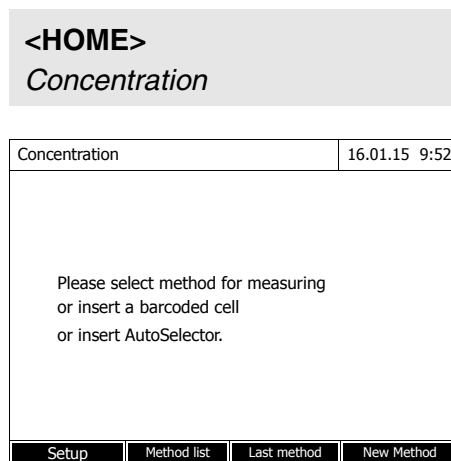 <HOME>
Concentration
Concentration 16.01.15 9:52
Please select method for measuring
or insert a barcoded cell
or insert AutoSelector.
Setup Method list Last method New Method